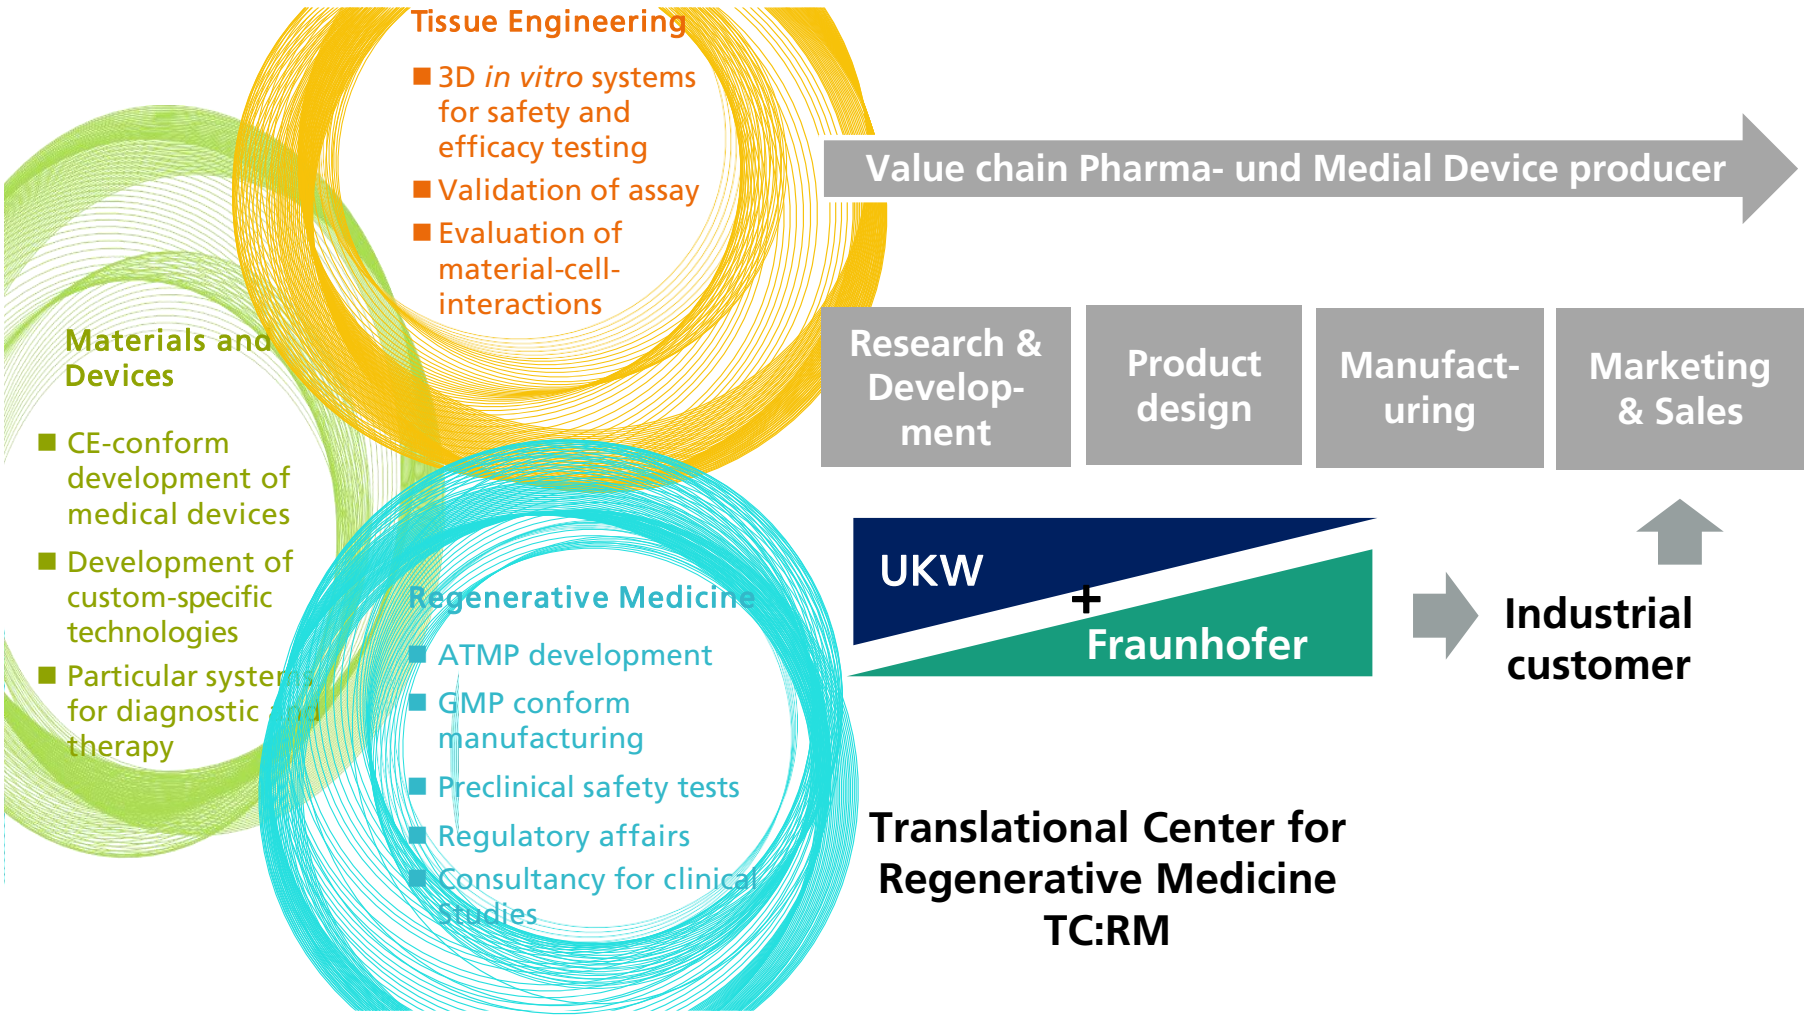 Tissue Engineering
■ 3D in vitro systems
for safety and
efficacy testing
■ Validation of assay
■ Evaluation of
material-cell-
interactions
Materials and
Devices
■ CE-conform
development of
medical devices
■ Development of
custom-specific
technologies
■ Particular systems
for diagnostic and
therapy
Regenerative Medicine
■ ATMP development
■ GMP conform
manufacturing
■ Preclinical safety tests
■ Regulatory affairs
■ Consultancy for clinical
Studies
Value chain Pharma- und Medial Device producer
Research &
Develop-
ment
Product
design
Manufact-
uring
Marketing
& Sales
UKW
+
Fraunhofer
Industrial
customer
Translational Center for
Regenerative Medicine
TC:RM